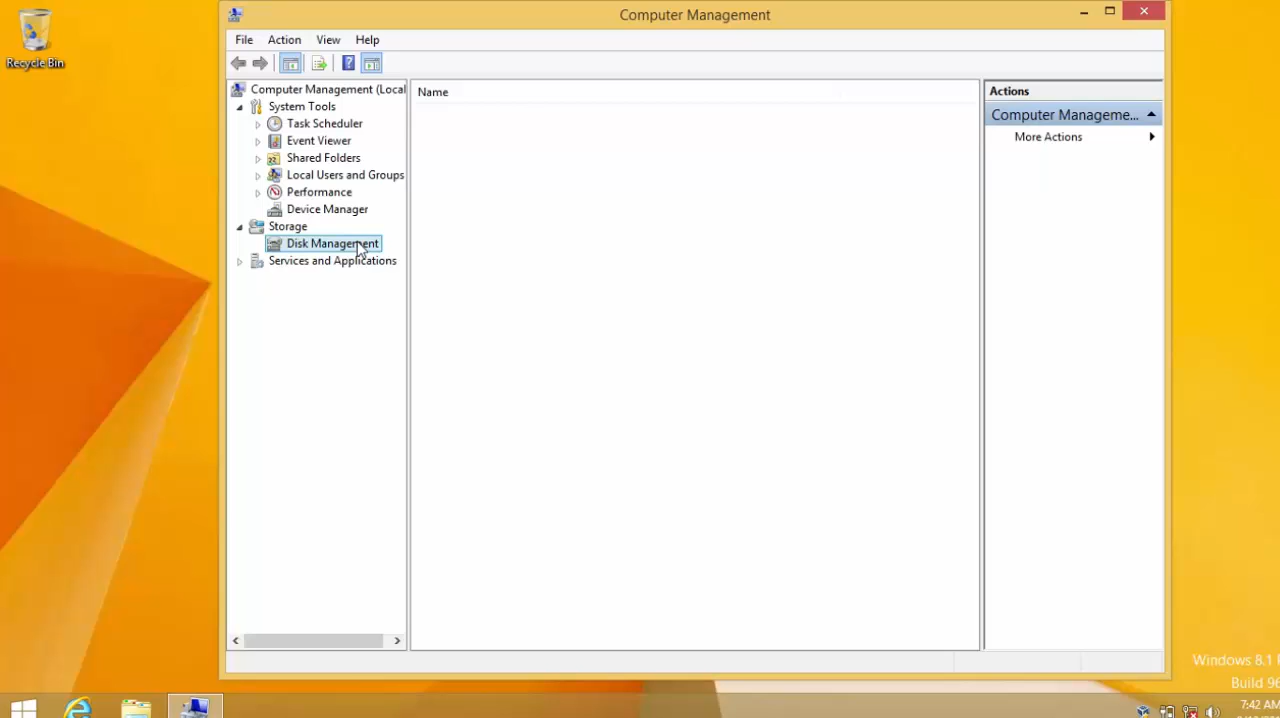 Recycle Bin
Computer Management
File Action View Help
Computer Management (Local
System Tools
Task Scheduler
Event Viewer
Shared Folders
Local Users and Groups
Performance
Device Manager
Storage
Disk Management
Services and Applications
Name
Actions
Computer Manageme...
More Actions
Windows 8.1
Build 96
7:42 AM